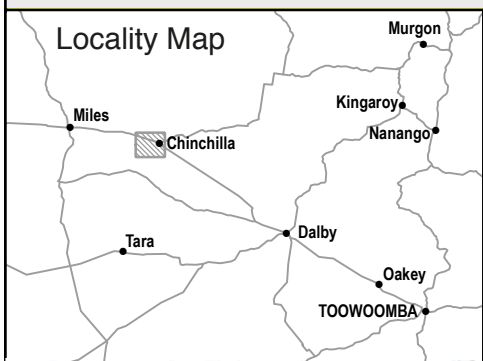 Locality Map
Murgon
Kingaroy
Miles
Nanango
Chinchilla
Dalby
Tara
Oakey
TOOWOOMBA